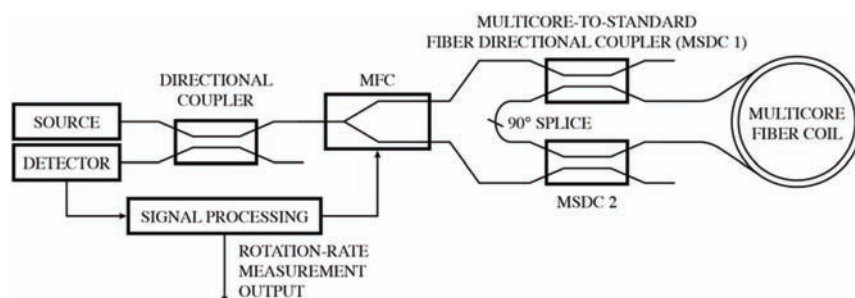 MULTICORE-TO-STANDARD
FIBER DIRECTIONAL COUPLER (MSDC 1)
DIRECTIONAL
COUPLER
MFC
SOURCE
DETECTOR
90° SPLICE
MULTICORE
FIBER COIL
SIGNAL PROCESSING
MSDC 2
ROTATION-RATE
MEASUREMENT
OUTPUT